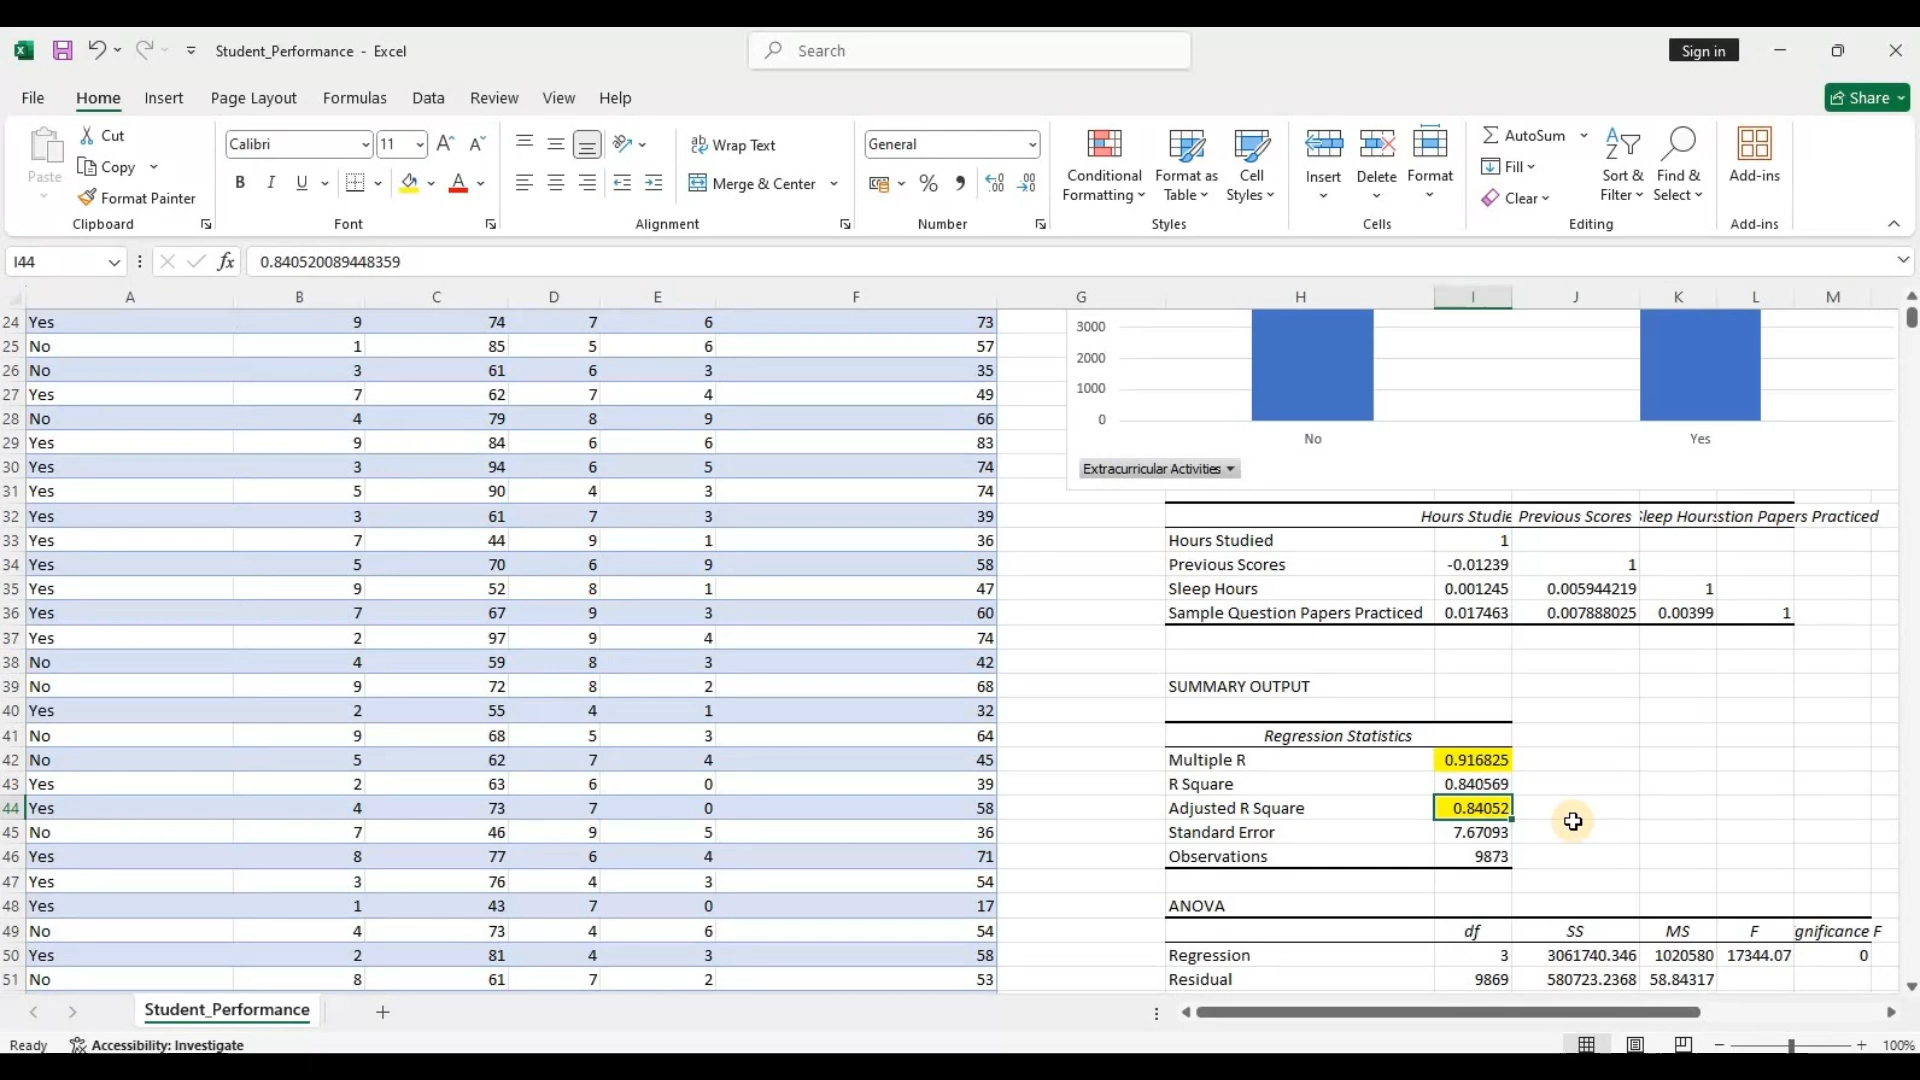 Student_Performance - Excel
Search
Sign in
File Home Insert Page Layout Formulas Data Review View Help
Share
Paste
Cut
Copy
Format Painter
Clipboard
Calibri 11
B I U
Font
Wrap Text
Merge & Center
Alignment
General
Number
Conditional Formatting
Format as Table
Cell Styles
Styles
Insert
Delete
Format
Cells
AutoSum
Fill
Clear
Sort & Filter
Find & Select
Editing
Add-ins
Add-ins
I44
fx
0.840520089448359
A B C D E F G H I J K L M
24 Yes 9 74 7 6 73
25 No 1 85 5 6 57
26 No 3 61 6 3 35
27 Yes 7 62 7 4 49
28 No 4 79 8 9 66
29 Yes 9 84 6 6 83
30 Yes 3 94 6 5 74
31 Yes 5 90 4 3 74
32 Yes 3 61 7 3 39
33 Yes 7 44 9 1 36
34 Yes 5 70 6 9 58
35 Yes 9 52 8 1 47
36 Yes 7 67 9 3 60
37 Yes 2 97 9 4 74
38 No 4 59 8 3 42
39 No 9 72 8 2 68
40 Yes 2 55 4 1 32
41 No 9 68 5 3 64
42 No 5 62 7 4 45
43 Yes 2 63 6 0 39
44 Yes 4 73 7 0 58
45 No 7 46 9 5 36
46 Yes 8 77 6 4 71
47 Yes 3 76 4 3 54
48 Yes 1 43 7 0 17
49 No 4 73 4 6 54
50 Yes 2 81 4 3 58
51 No 8 61 7 2 53
3000
2000
1000
0
No Yes
Extracurricular Activities
Hours Studie Previous Scores Sleep Hours stion Papers Practiced
Hours Studied 1
Previous Scores -0.01239 1
Sleep Hours 0.001245 0.005944219 1
Sample Question Papers Practiced 0.017463 0.007888025 0.00399 1
SUMMARY OUTPUT
Regression Statistics
Multiple R 0.916825
R Square 0.840569
Adjusted R Square 0.84052
Standard Error 7.67093
Observations 9873
ANOVA
df SS MS F gnificance F
Regression 3 3061740.346 1020580 17344.07 0
Residual 9869 580723.2368 58.84317
Student_Performance
Ready
Accessibility: Investigate
100%